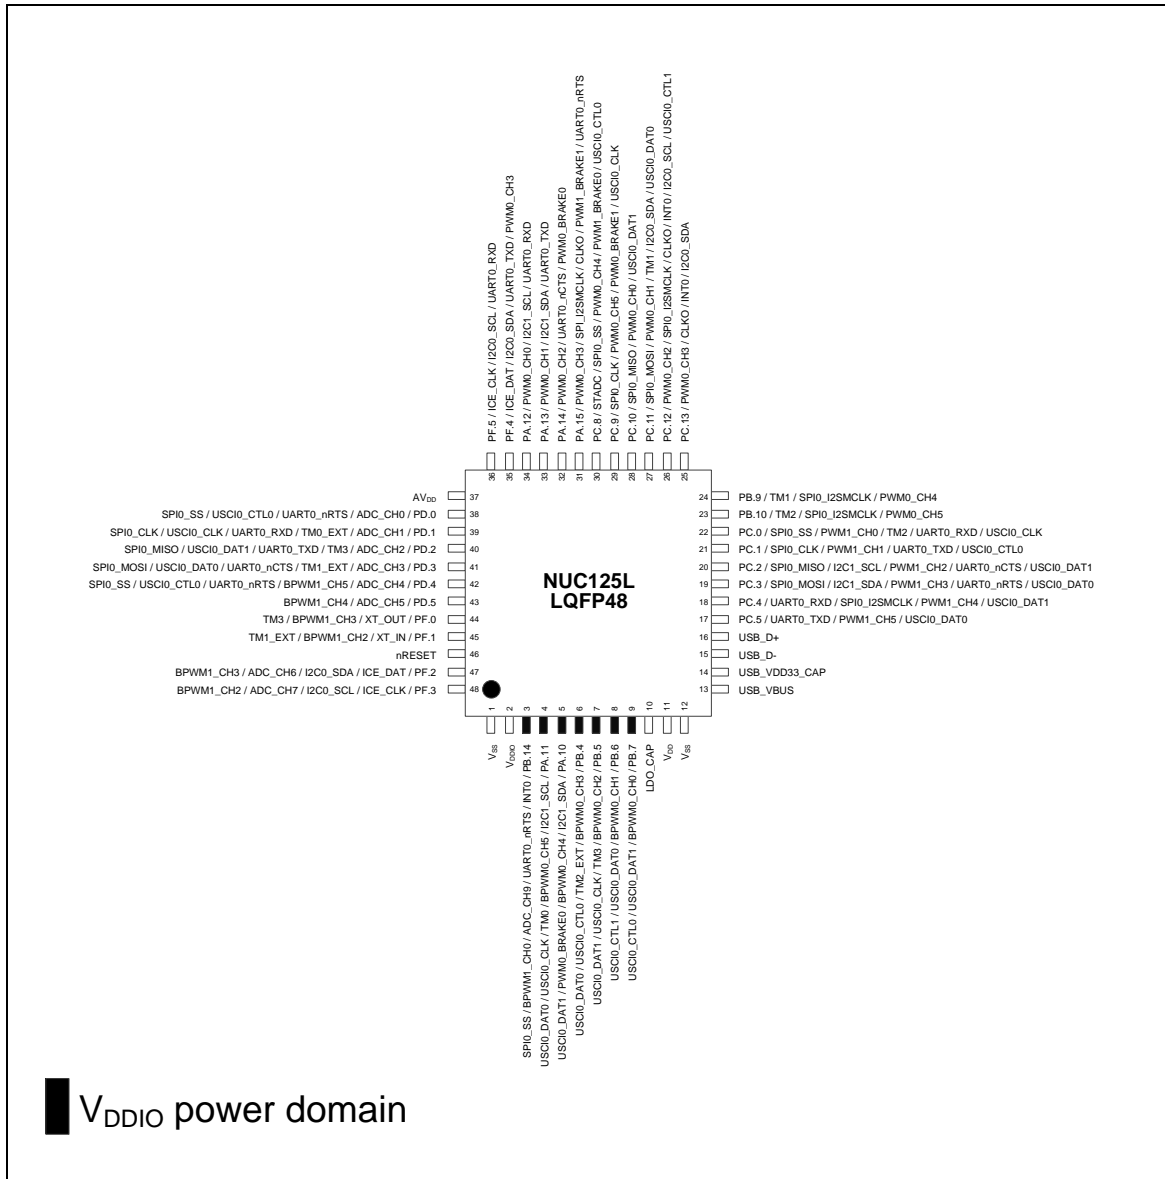 PF.5 / ICE_CLK / I2C0_SCL / UART0_RXD
PF.4 / ICE_DAT / I2C0_SDA / UART0_TXD / PWM0_CH3
PA.12 / PWM0_CH0 / I2C1_SCL / UART0_RXD
PA.13 / PWM0_CH1 / I2C1_SDA / UART0_TXD
PA.14 / PWM0_CH2 / UART0_nCTS / PWM0_BRAKE0
PA.15 / PWM0_CH3 / SPI_I2SMCLK / CLKO / PWM1_BRAKE1 / UART0_nRTS
PC.8 / STADC / SPI0_SS / PWM0_CH4 / PWM1_BRAKE0 / USCI0_CTL0
PC.9 / SPI0_CLK / PWM0_CH5 / PWM0_BRAKE1 / USCI0_CLK
PC.10 / SPI0_MISO / PWM0_CH0 / USCI0_DAT1
PC.11 / SPI0_MOSI / PWM0_CH1 / TM1 / I2C0_SDA / USCI0_DAT0
PC.12 / PWM0_CH2 / SPI0_I2SMCLK / CLKO / INT0 / I2C0_SCL / USCI0_CTL1
PC.13 / PWM0_CH3 / CLKO / INT0 / I2C0_SDA
36 35 34 33 32 31 30 29 28 27 26 25
AVDD 37
SPI0_SS / USCI0_CTL0 / UART0_nRTS / ADC_CH0 / PD.0 38
SPI0_CLK / USCI0_CLK / UART0_RXD / TM0_EXT / ADC_CH1 / PD.1 39
SPI0_MISO / USCI0_DAT1 / UART0_TXD / TM3 / ADC_CH2 / PD.2 40
SPI0_MOSI / USCI0_DAT0 / UART0_nCTS / TM1_EXT / ADC_CH3 / PD.3 41
SPI0_SS / USCI0_CTL0 / UART0_nRTS / BPWM1_CH5 / ADC_CH4 / PD.4 42
BPWM1_CH4 / ADC_CH5 / PD.5 43
TM3 / BPWM1_CH3 / XT_OUT / PF.0 44
TM1_EXT / BPWM1_CH2 / XT_IN / PF.1 45
nRESET 46
BPWM1_CH3 / ADC_CH6 / I2C0_SDA / ICE_DAT / PF.2 47
BPWM1_CH2 / ADC_CH7 / I2C0_SCL / ICE_CLK / PF.3 48
NUC125L
LQFP48
24 PB.9 / TM1 / SPI0_I2SMCLK / PWM0_CH4
23 PB.10 / TM2 / SPI0_I2SMCLK / PWM0_CH5
22 PC.0 / SPI0_SS / PWM1_CH0 / TM2 / UART0_RXD / USCI0_CLK
21 PC.1 / SPI0_CLK / PWM1_CH1 / UART0_TXD / USCI0_CTL0
20 PC.2 / SPI0_MISO / I2C1_SCL / PWM1_CH2 / UART0_nCTS / USCI0_DAT1
19 PC.3 / SPI0_MOSI / I2C1_SDA / PWM1_CH3 / UART0_nRTS / USCI0_DAT0
18 PC.4 / UART0_RXD / SPI0_I2SMCLK / PWM1_CH4 / USCI0_DAT1
17 PC.5 / UART0_TXD / PWM1_CH5 / USCI0_DAT0
16 USB_D+
15 USB_D-
14 USB_VDD33_CAP
13 USB_VBUS
1 2 3 4 5 6 7 8 9 10 11 12
VSS
VDDIO
SPI0_SS / BPWM1_CH0 / ADC_CH9 / UART0_nRTS / INT0 / PB.14
USCI0_DAT0 / USCI0_CLK / TM0 / BPWM0_CH5 / I2C1_SCL / PA.11
USCI0_DAT1 / PWM0_BRAKE0 / BPWM0_CH4 / I2C1_SDA / PA.10
USCI0_DAT0 / USCI0_CTL0 / TM2_EXT / BPWM0_CH3 / PB.4
USCI0_DAT1 / USCI0_CLK / TM3 / BPWM0_CH2 / PB.5
USCI0_CTL1 / USCI0_DAT0 / BPWM0_CH1 / PB.6
USCI0_CTL0 / USCI0_DAT1 / BPWM0_CH0 / PB.7
LDO_CAP
VDD
VSS
VDDIO power domain